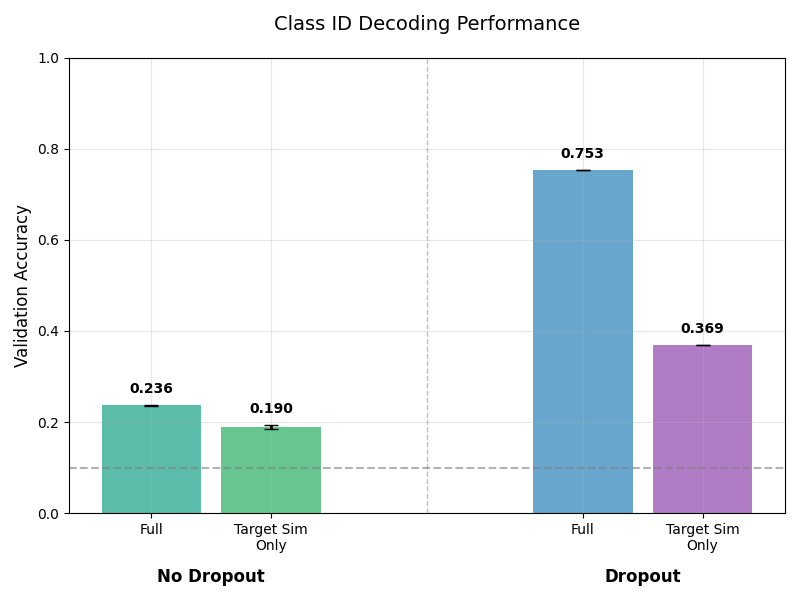 Class ID Decoding Performance
Validation Accuracy
1.0
0.8
0.6
0.4
0.2
0.0
0.236
0.190
0.753
0.369
Full
Target Sim
Only
Full
Target Sim
Only
No Dropout
Dropout